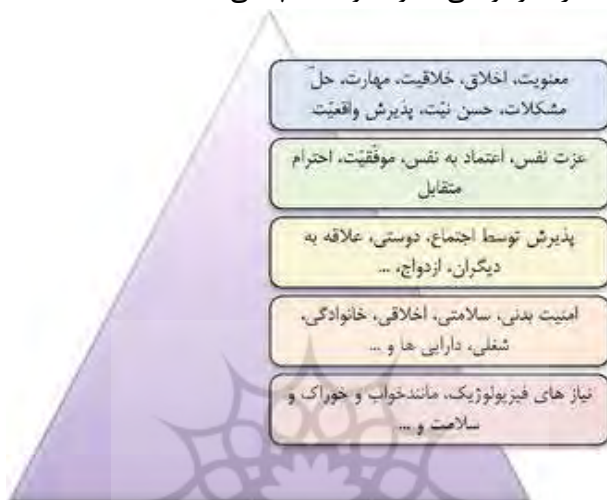 معنویت، اخلاق، خلاقیت، مهارت، حلّ
مشکلات، حسن نیّت، پذیرش واقعیّت
عزت نفس، اعتماد به نفس، موفّقیّت، احترام
متقابل
پذیرش توسط اجتماع، دوستی، علاقه به
دیگران، ازدواج، ...
امنیت بدنی، سلامتی، اخلاقی، خانوادگی،
شغلی، دارایی ها و ...
نیاز های فیزیولوژیک، مانندخواب و خوراک و
سلامت و ...